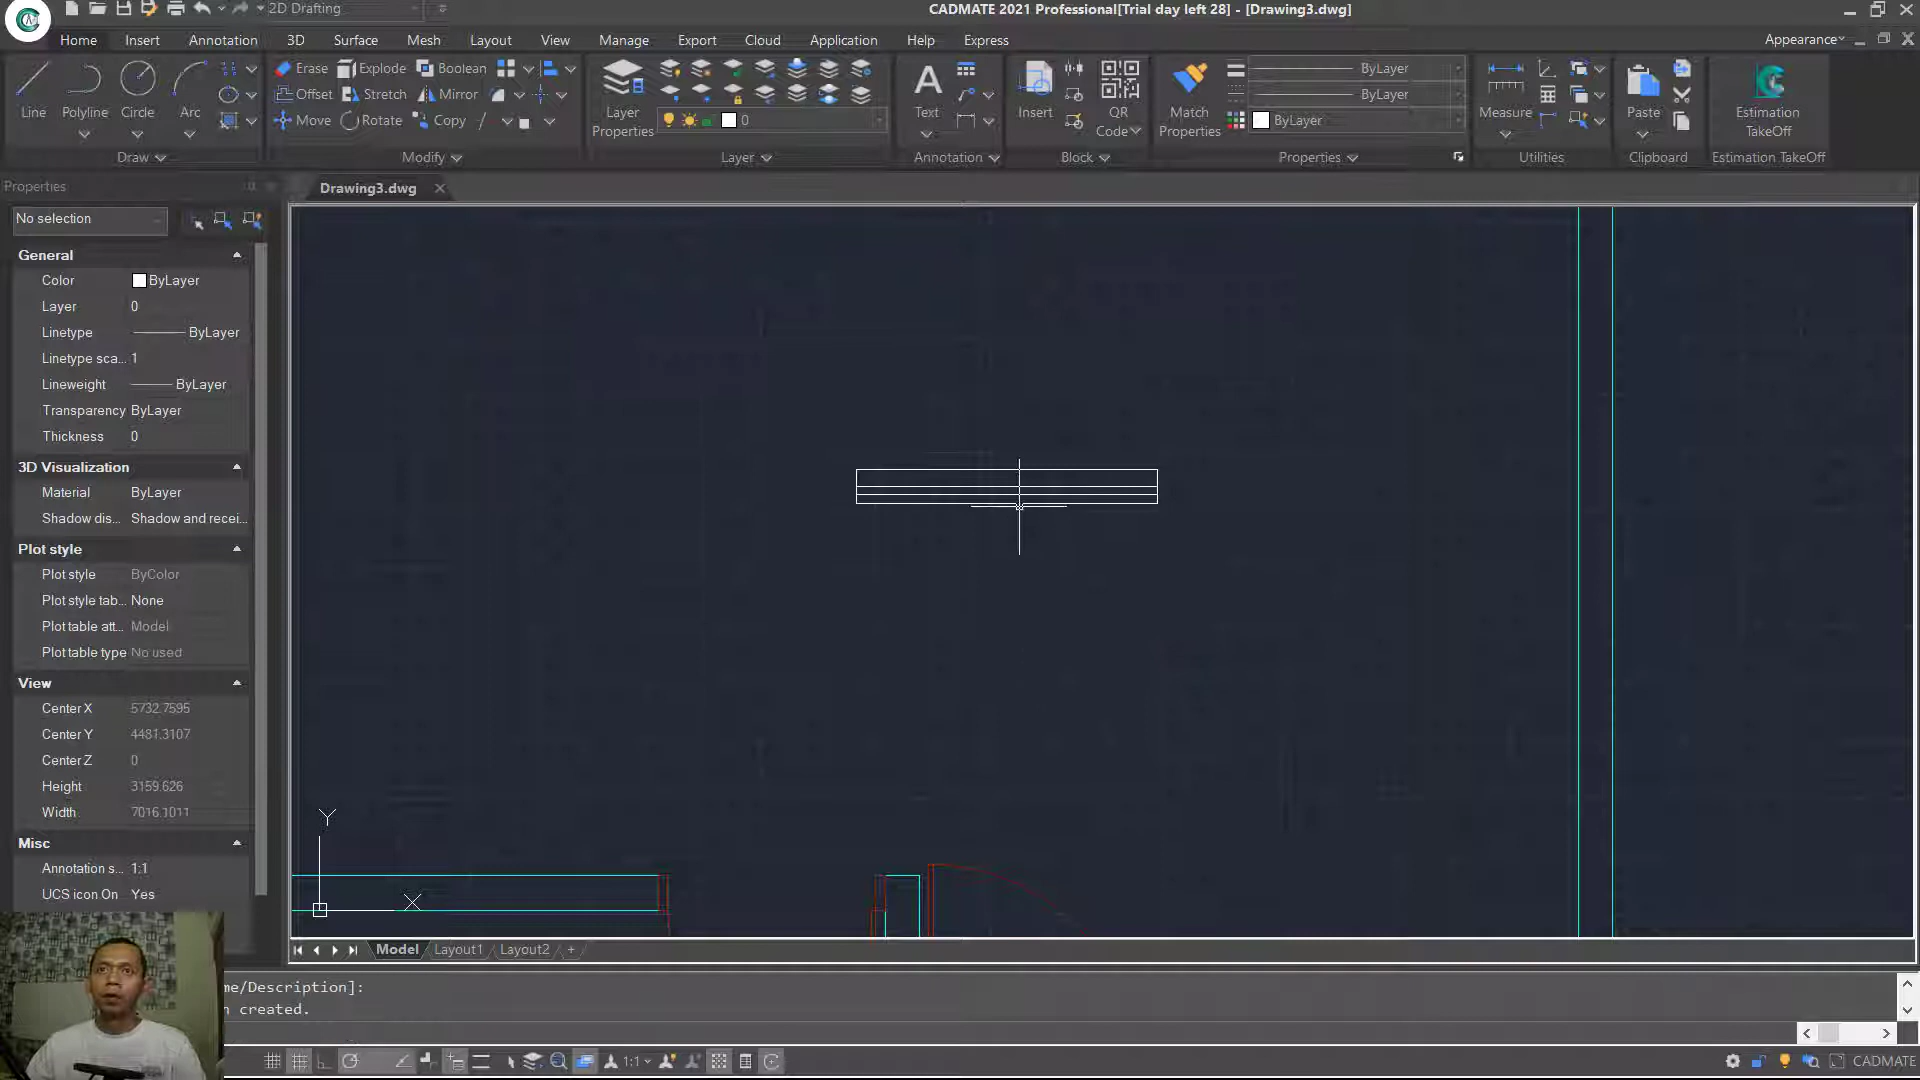 CADMATE 2021 Professional[Trial day left 28] - [Drawing3.dwg]
2D Drafting
Home Insert Annotation 3D Surface Mesh Layout View Manage Export Cloud Application Help Express
Appearance
Line Polyline Circle Arc
Draw
Erase Explode Boolean
Offset Stretch Mirror
Move Rotate Copy
Modify
Layer Properties
0
Layer
Text
Annotation
Insert
QR Code
Block
Match Properties
ByLayer
ByLayer
ByLayer
Properties
Measure
Utilities
Paste
Clipboard
Estimation TakeOff
Estimation TakeOff
Properties
Drawing3.dwg
No selection
General
Color ByLayer
Layer 0
Linetype ByLayer
Linetype sca... 1
Lineweight ByLayer
Transparency ByLayer
Thickness 0
3D Visualization
Material ByLayer
Shadow dis... Shadow and recei...
Plot style
Plot style ByColor
Plot style tab... None
Plot table att... Model
Plot table type No used
View
Center X 5732.7595
Center Y 4481.3107
Center Z 0
Height 3159.626
Width 7016.1011
Misc
Annotation s... 1:1
UCS icon On Yes
Y
X
Model Layout1 Layout2 +
me/Description]:
n created.
1:1
CADMATE